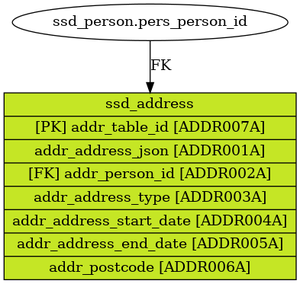 ssd_person.pers_person_id
FK
ssd_address
[PK] addr_table_id [ADDR007A]
addr_address_json [ADDR001A]
[FK] addr_person_id [ADDR002A]
addr_address_type [ADDR003A]
addr_address_start_date [ADDR004A]
addr_address_end_date [ADDR005A]
addr_postcode [ADDR006A]